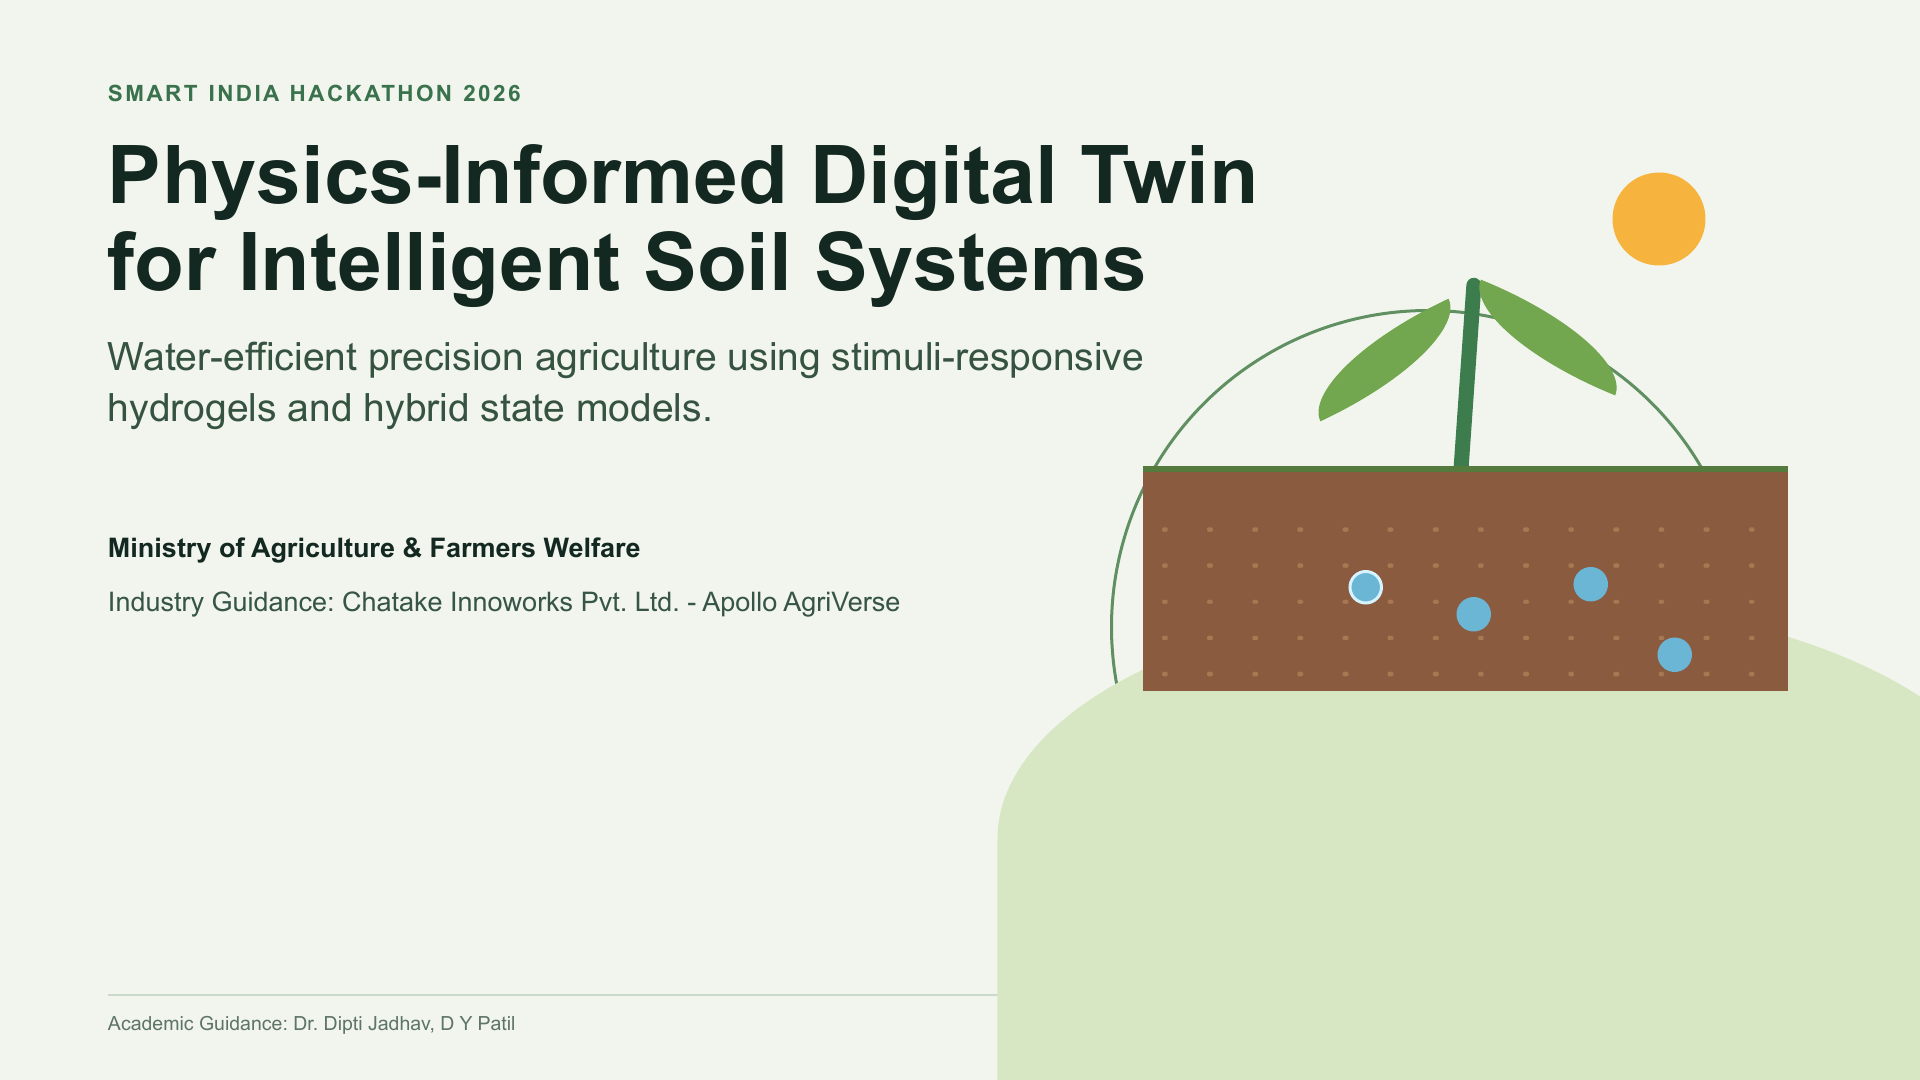 SMART INDIA HACKATHON 2026
Physics-Informed Digital Twin
for Intelligent Soil Systems
Water-efficient precision agriculture using stimuli-responsive
hydrogels and hybrid state models.
Ministry of Agriculture & Farmers Welfare
Industry Guidance: Chatake Innoworks Pvt. Ltd. - Apollo AgriVerse
Academic Guidance: Dr. Dipti Jadhav, D Y Patil